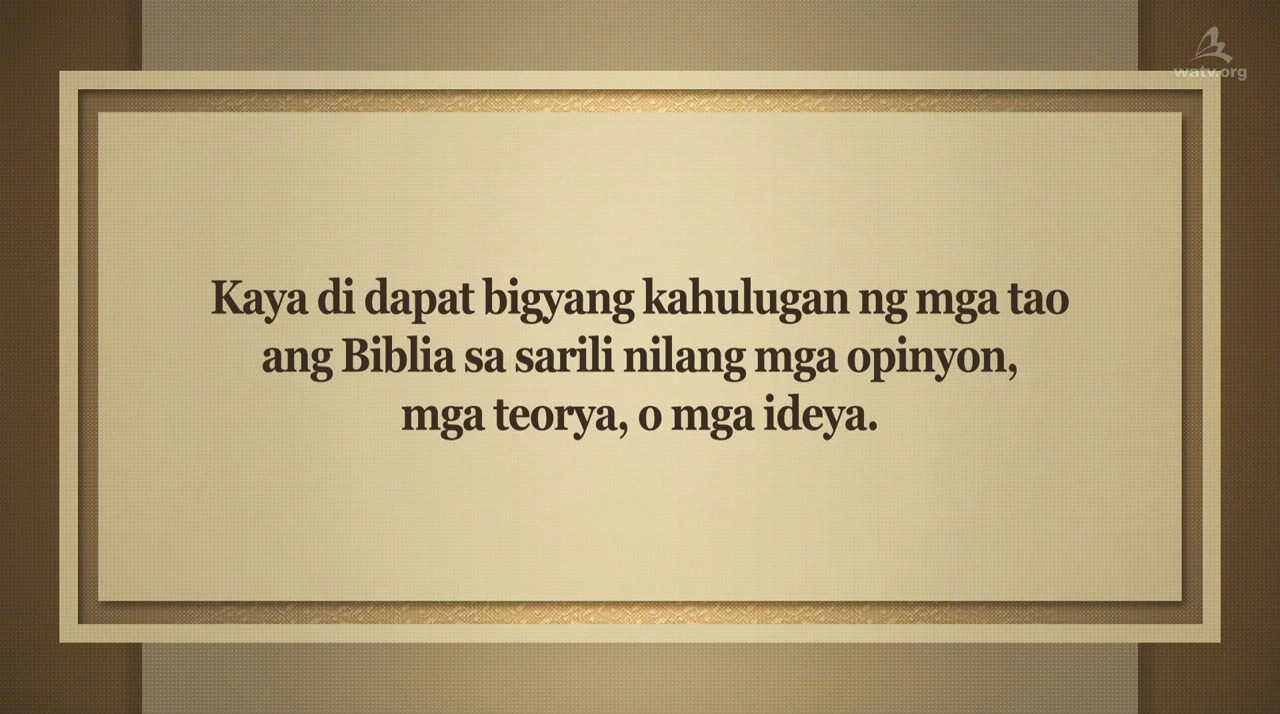 watv.org
Kaya di dapat bigyang kahulugan ng mga tao
ang Biblia sa sarili nilang mga opinyon,
mga teorya, o mga ideya.